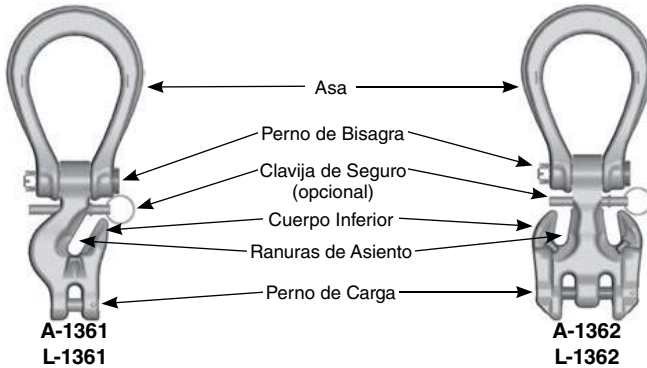 Asa
Perno de Bisagra
Clavija de Seguro
(opcional)
Cuerpo Inferior
Ranuras de Asiento
Perno de Carga
A-1361
L-1361
A-1362
L-1362